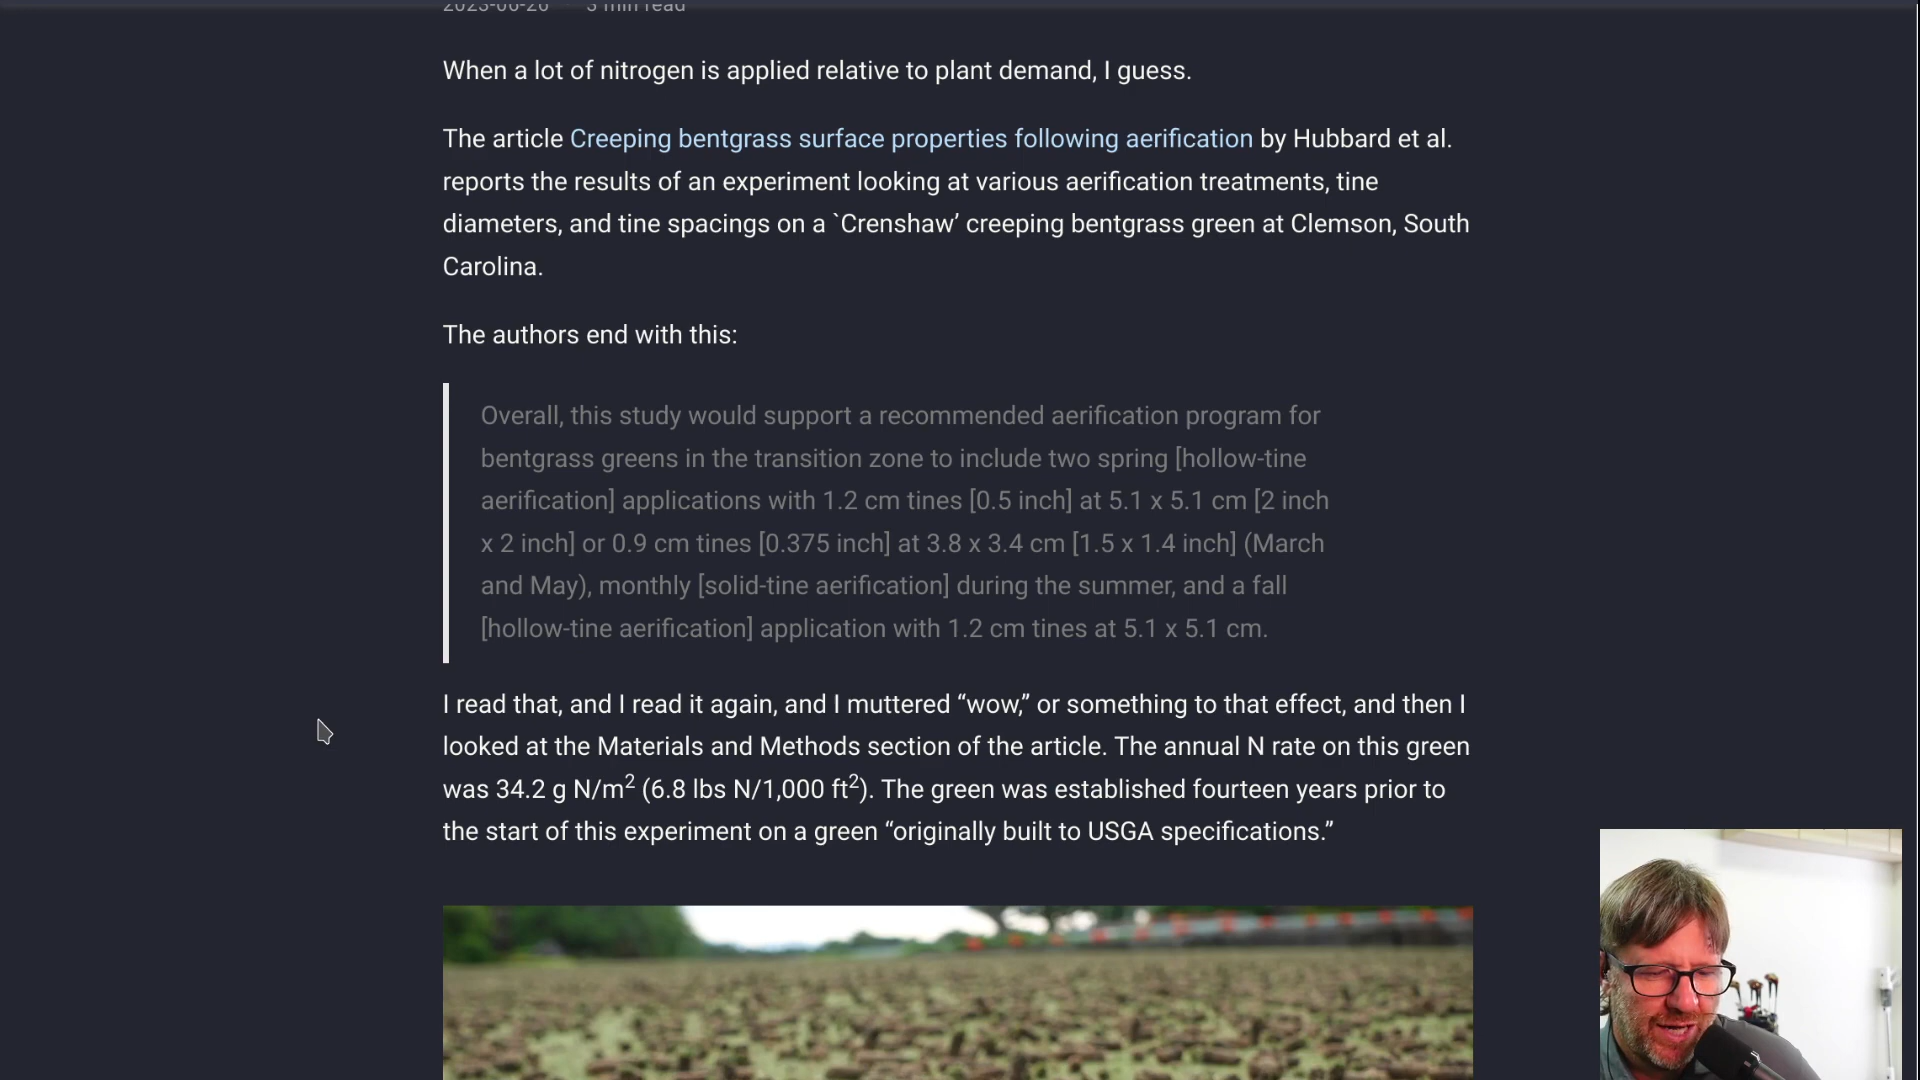 2023-06-26 3 min read
When a lot of nitrogen is applied relative to plant demand, I guess.
The article Creeping bentgrass surface properties following aerification by Hubbard et al.
reports the results of an experiment looking at various aerification treatments, tine
diameters, and tine spacings on a `Crenshaw’ creeping bentgrass green at Clemson, South
Carolina.
The authors end with this:
Overall, this study would support a recommended aerification program for
bentgrass greens in the transition zone to include two spring [hollow-tine
aerification] applications with 1.2 cm tines [0.5 inch] at 5.1 x 5.1 cm [2 inch
x 2 inch] or 0.9 cm tines [0.375 inch] at 3.8 x 3.4 cm [1.5 x 1.4 inch] (March
and May), monthly [solid-tine aerification] during the summer, and a fall
[hollow-tine aerification] application with 1.2 cm tines at 5.1 x 5.1 cm.
I read that, and I read it again, and I muttered “wow,” or something to that effect, and then I
looked at the Materials and Methods section of the article. The annual N rate on this green
was 34.2 g N/m² (6.8 lbs N/1,000 ft²). The green was established fourteen years prior to
the start of this experiment on a green “originally built to USGA specifications.”